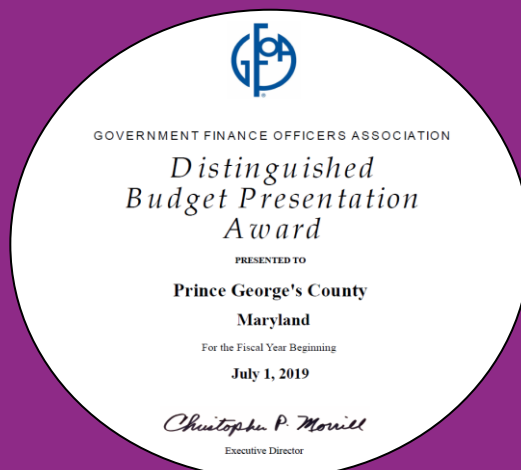 GFOA
GOVERNMENT FINANCE OFFICERS ASSOCIATION
Distinguished
Budget Presentation
Award
PRESENTED TO
Prince George's County
Maryland
For the Fiscal Year Beginning
July 1, 2019
Christopher P. Morrill
Executive Director